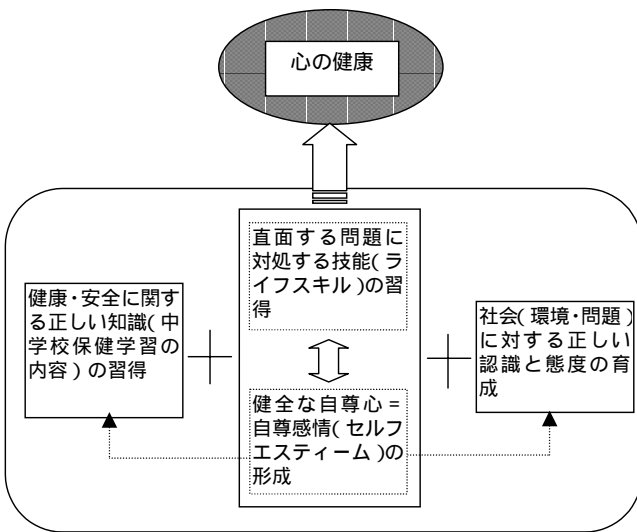 心の健康
直面する問題に
対処する技能(ラ
イフスキル)の習
得
健康・安全に関す
る正しい知識(中
学校保健学習の
内容)の習得
社会(環境・問題)
に対する正しい
認識と態度の育
成
健全な自尊心=
自尊感情(セルフ
エスティーム)の
形成